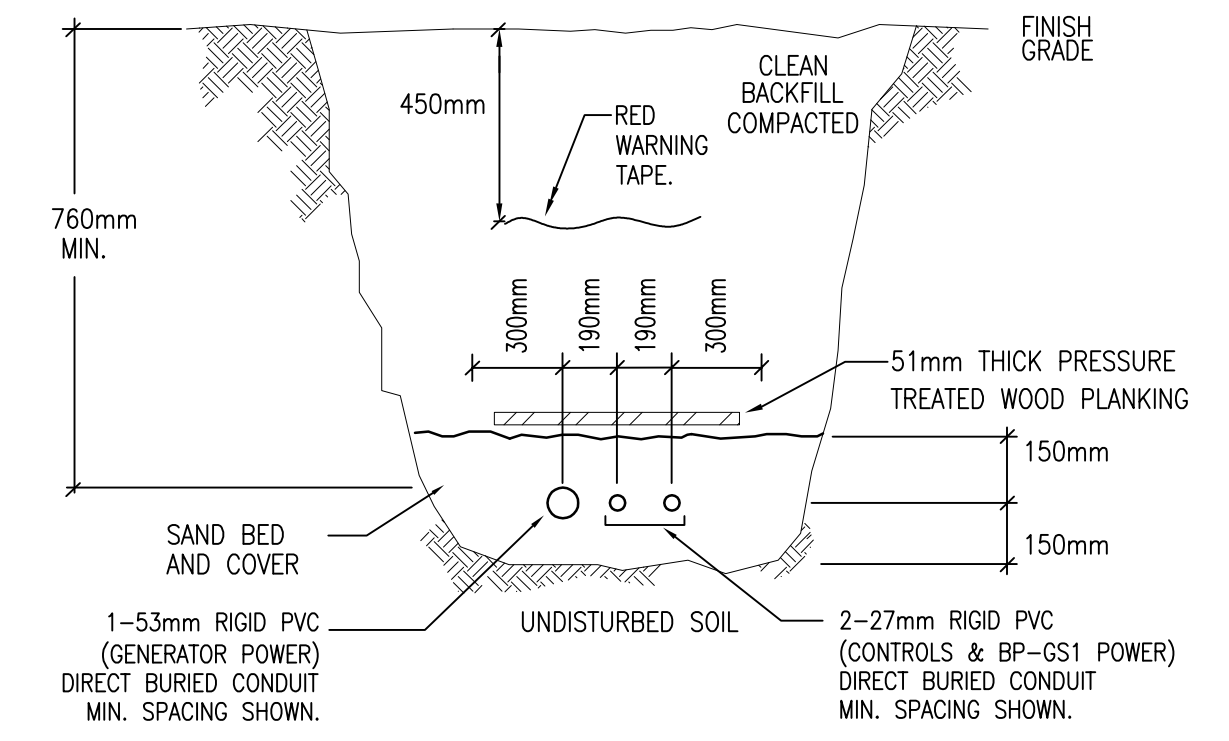 FINISH
GRADE
CLEAN
BACKFILL
COMPACTED
450mm
RED
WARNING
TAPE.
760mm
MIN.
300mm
190mm
190mm
300mm
51mm THICK PRESSURE
TREATED WOOD PLANKING
150mm
150mm
SAND BED
AND COVER
1-53mm RIGID PVC
(GENERATOR POWER)
DIRECT BURIED CONDUIT
MIN. SPACING SHOWN.
UNDISTURBED SOIL
2-27mm RIGID PVC
(CONTROLS & BP-GS1 POWER)
DIRECT BURIED CONDUIT
MIN. SPACING SHOWN.